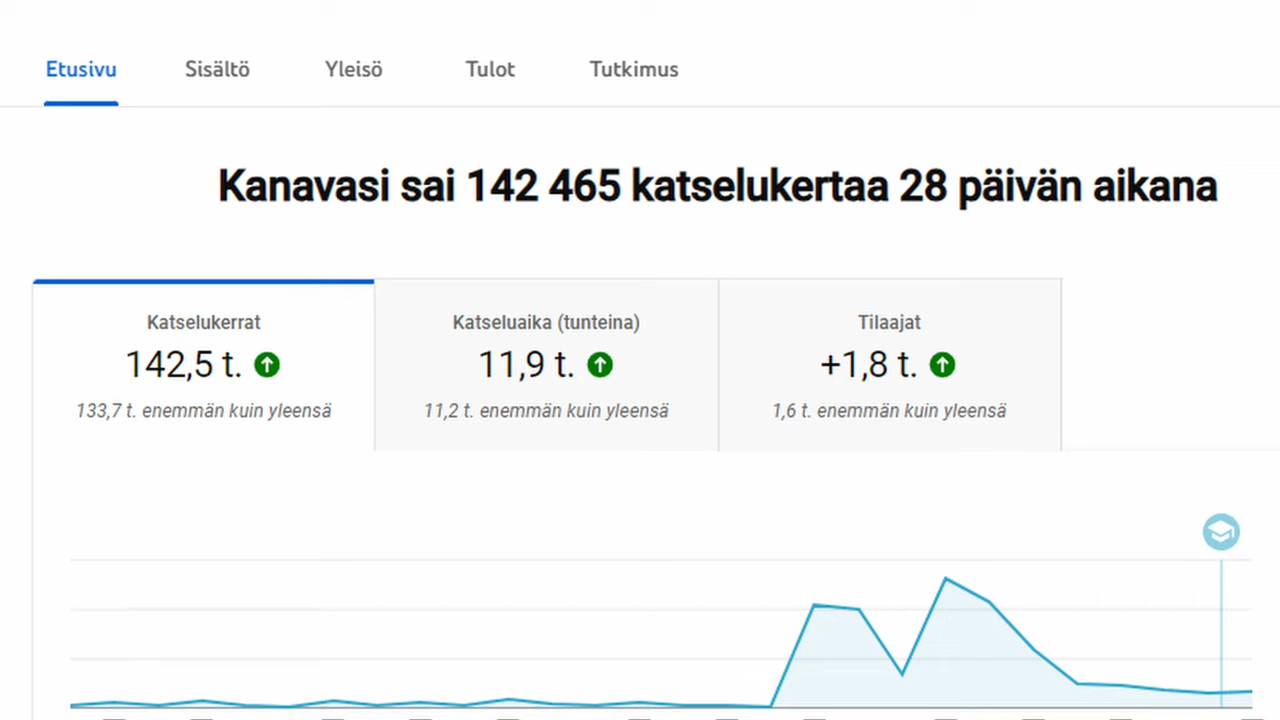 Etusivu Sisältö Yleisö Tulot Tutkimus
Kanavasi sai 142 465 katselukertaa 28 päivän aikana
Katselukerrat Katseluaika (tunteina) Tilaajat
142,5 t. 11,9 t. +1,8 t.
133,7 t. enemmän kuin yleensä 11,2 t. enemmän kuin yleensä 1,6 t. enemmän kuin yleensä